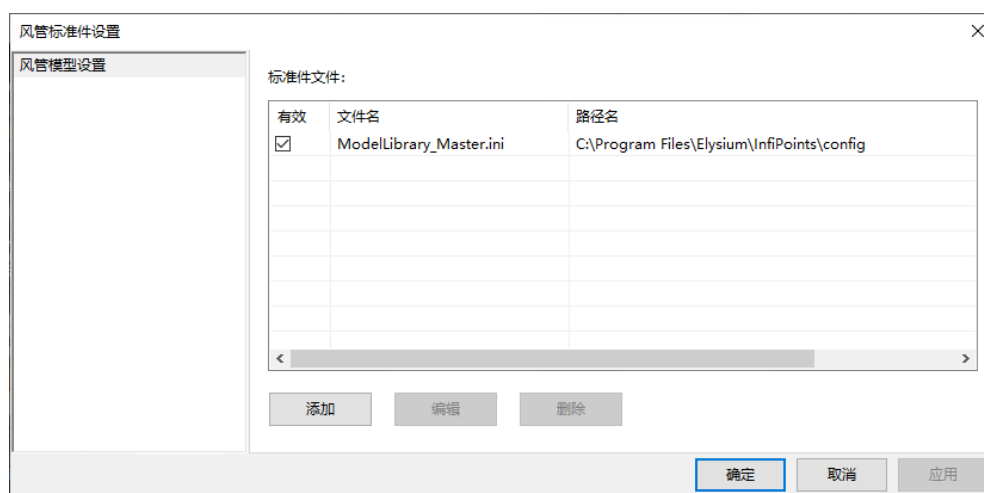 风管标准件设置
风管模型设置
标准件文件:
有效 文件名 路径名
ModelLibrary_Master.ini C:\Program Files\Elysium\InfiPoints\config
添加 编辑 删除
确定 取消 应用